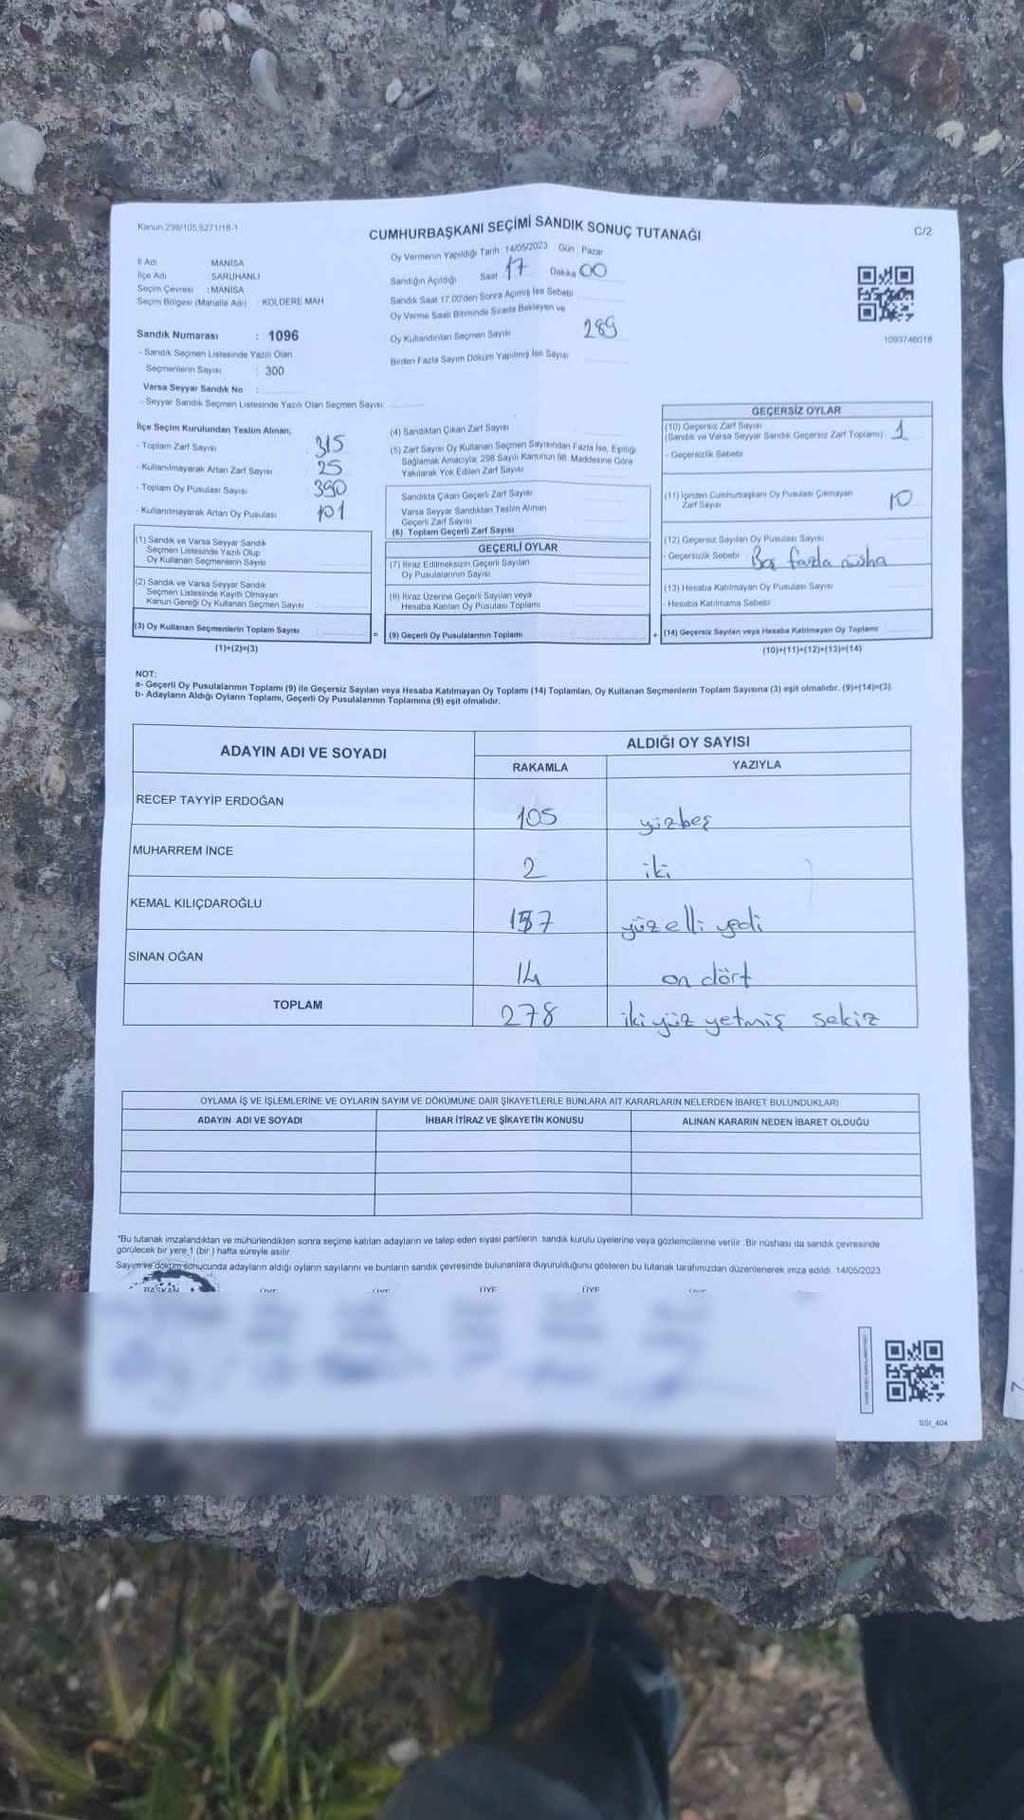 Kanun 298/105,6271/18-1
CUMHURBAŞKANI SEÇİMİ SANDIK SONUÇ TUTANAĞI
C/2
İl Adı MANİSA
İlçe Adı SARUHANLI
Seçim Çevresi : MANİSA
Seçim Bölgesi (Mahalle Adı) KOLDERE MAH
Sandık Numarası : 1096
- Sandık Seçmen Listesinde Yazılı Olan
Seçmenlerin Sayısı : 300
Varsa Seyyar Sandık No :
- Seyyar Sandık Seçmen Listesinde Yazılı Olan Seçmen Sayısı:
Oy Vermenin Yapıldığı Tarih 14/05/2023 Gün Pazar
Sandığın Açıldığı Saat 17 Dakika 00
Sandık Saat 17.00'den Sonra Açılmış İse Sebebi
Oy Verme Saati Bitiminde Sırada Bekleyen ve
Oy Kullandırılan Seçmen Sayısı 289
Birden Fazla Sayım Döküm Yapılmış İse Sayısı
1093746016
İlçe Seçim Kurulundan Teslim Alınan;
- Toplam Zarf Sayısı 315
- Kullanılmayarak Artan Zarf Sayısı 25
- Toplam Oy Pusulası Sayısı 390
- Kullanılmayarak Artan Oy Pusulası 101
(1) Sandık ve Varsa Seyyar Sandık
Seçmen Listesinde Yazılı Olup
Oy Kullanan Seçmenlerin Sayısı
(2) Sandık ve Varsa Seyyar Sandık
Seçmen Listesinde Kayıtlı Olmayan
Kanun Gereği Oy Kullanan Seçmen Sayısı
(3) Oy Kullanan Seçmenlerin Toplam Sayısı
(1)+(2)=(3)
=
(4) Sandıktan Çıkan Zarf Sayısı
(5) Zarf Sayısı Oy Kullanan Seçmen Sayısından Fazla İse, Eşitliği
Sağlamak Amacıyla, 298 Sayılı Kanunun 98. Maddesine Göre
Yakılarak Yok Edilen Zarf Sayısı
Sandıkta Çıkan Geçerli Zarf Sayısı
Varsa Seyyar Sandıktan Teslim Alınan
Geçerli Zarf Sayısı
(6) Toplam Geçerli Zarf Sayısı
GEÇERLİ OYLAR
(7) İtiraz Edilmeksizin Geçerli Sayılan
Oy Pusulalarının Sayısı
(8) İtiraz Üzerine Geçerli Sayılan veya
Hesaba Katılan Oy Pusulası Toplamı
(9) Geçerli Oy Pusulalarının Toplamı
+
GEÇERSİZ OYLAR
(10) Geçersiz Zarf Sayısı
(Sandık ve Varsa Seyyar Sandık Geçersiz Zarf Toplamı) 1
- Geçersizlik Sebebi
(11) İçinden Cumhurbaşkanı Oy Pusulası Çıkmayan
Zarf Sayısı 10
(12) Geçersiz Sayılan Oy Pusulası Sayısı
- Geçersizlik Sebebi Boş fazla nüsha
(13) Hesaba Katılmayan Oy Pusulası Sayısı
- Hesaba Katılmama Sebebi
(14) Geçersiz Sayılan veya Hesaba Katılmayan Oy Toplamı
(10)+(11)+(12)+(13)=(14)
NOT:
a- Geçerli Oy Pusulalarının Toplamı (9) ile Geçersiz Sayılan veya Hesaba Katılmayan Oy Toplamı (14) Toplamları, Oy Kullanan Seçmenlerin Toplam Sayısına (3) eşit olmalıdır. (9)+(14)=(3)
b- Adayların Aldığı Oyların Toplamı, Geçerli Oy Pusulalarının Toplamına (9) eşit olmalıdır.
ADAYIN ADI VE SOYADI
ALDIĞI OY SAYISI
RAKAMLA YAZIYLA
RECEP TAYYİP ERDOĞAN 105 yüzbeş
MUHARREM İNCE 2 iki
KEMAL KILIÇDAROĞLU 157 yüzelli yedi
SİNAN OĞAN 14 on dört
TOPLAM 278 iki yüz yetmiş sekiz
OYLAMA İŞ VE İŞLEMLERİNE VE OYLARIN SAYIM VE DÖKÜMÜNE DAİR ŞİKAYETLERLE BUNLARA AİT KARARLARIN NELERDEN İBARET BULUNDUKLARI
ADAYIN ADI VE SOYADI İHBAR İTİRAZ VE ŞİKAYETİN KONUSU ALINAN KARARIN NEDEN İBARET OLDUĞU
*Bu tutanak imzalandıktan ve mühürlendikten sonra seçime katılan adayların ve talep eden siyasi partilerin sandık kurulu üyelerine veya gözlemcilerine verilir. Bir nüshası da sandık çevresinde
görülecek bir yere 1 (bir) hafta süreyle asılır.
Sayım ve döküm sonucunda adayların aldığı oyların sayılarını ve bunların sandık çevresinde bulunanlara duyurulduğunu gösteren bu tutanak tarafımızdan düzenlenerek imza edildi. 14/05/2023
BAŞKAN ÜYE ÜYE ÜYE ÜYE ÜYE
SSt_404